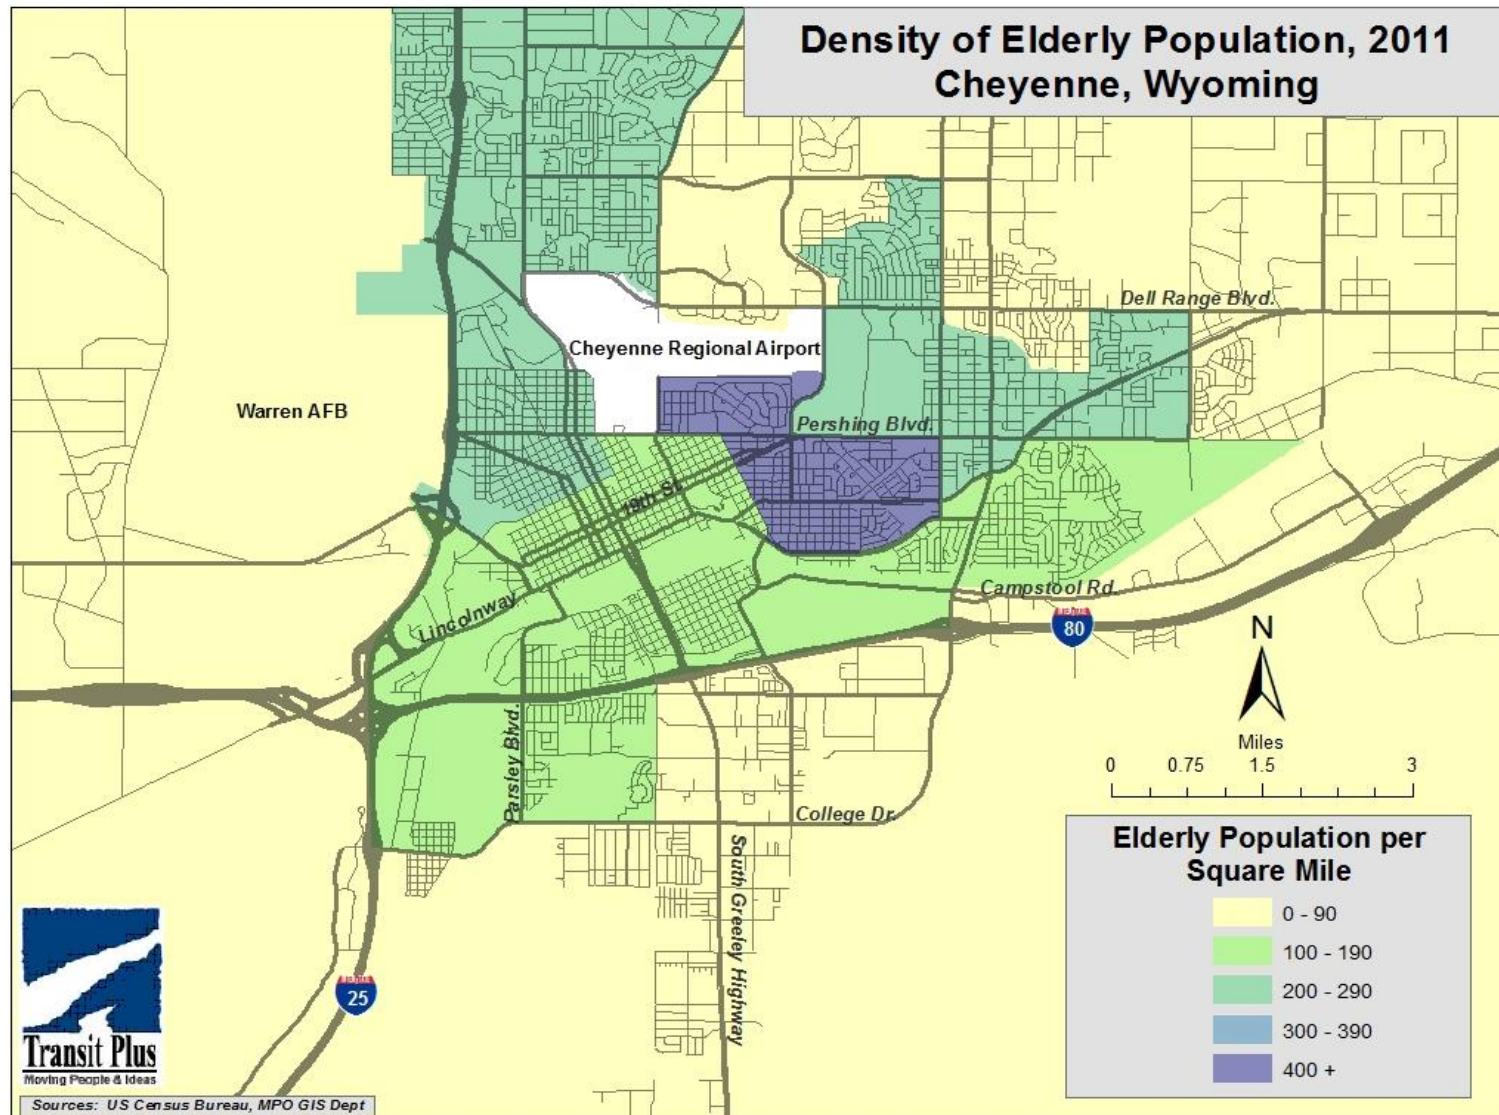 Density of Elderly Population, 2011
Cheyenne, Wyoming
Dell Range Blvd.
Cheyenne Regional Airport
Warren AFB
Pershing Blvd.
19th St.
Campstool Rd.
Lincolnway
80
N
Miles
0 0.75 1.5 3
Parsley Blvd.
College Dr.
South Greeley Highway
25
Elderly Population per
Square Mile
0 - 90
100 - 190
200 - 290
300 - 390
400 +
Transit Plus
Moving People & Ideas
Sources: US Census Bureau, MPO GIS Dept